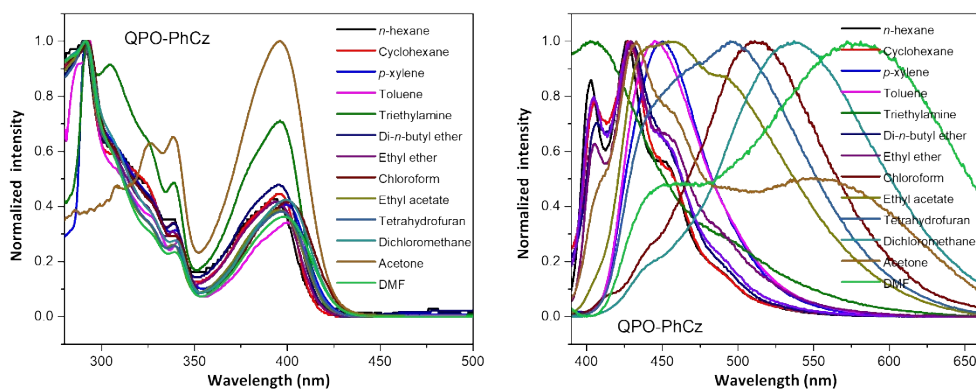 QPO-PhCz
Normalized intensity
1.0
0.8
0.6
0.4
0.2
0.0
300
350
400
450
500
Wavelength (nm)
n-hexane
Cyclohexane
p-xylene
Toluene
Triethylamine
Di-n-butyl ether
Ethyl ether
Chloroform
Ethyl acetate
Tetrahydrofuran
Dichloromethane
Acetone
DMF
Normalized intensity
1.0
0.8
0.6
0.4
0.2
0.0
400
450
500
550
600
650
Wavelength (nm)
n-hexane
Cyclohexane
p-xylene
Toluene
Triethylamine
Di-n-butyl ether
Ethyl ether
Chloroform
Ethyl acetate
Tetrahydrofuran
Dichloromethane
Acetone
DMF
QPO-PhCz